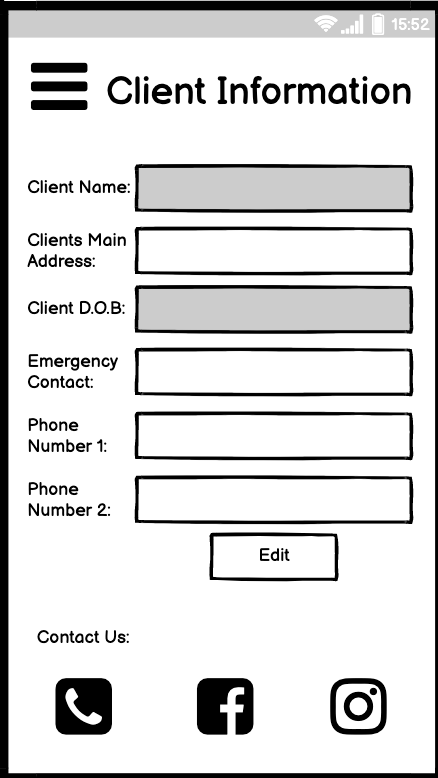 15:52
Client Information
Client Name:
Clients Main
Address:
Client D.O.B:
Emergency
Contact:
Phone
Number 1:
Phone
Number 2:
Edit
Contact Us: